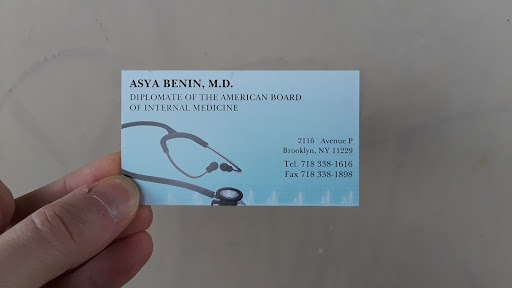 ASYA BENIN, M.D.
DIPLOMATE OF THE AMERICAN BOARD
OF INTERNAL MEDICINE
2116 Avenue P
Brooklyn, NY 11229
Tel. 718 338-1616
Fax 718 338-1898